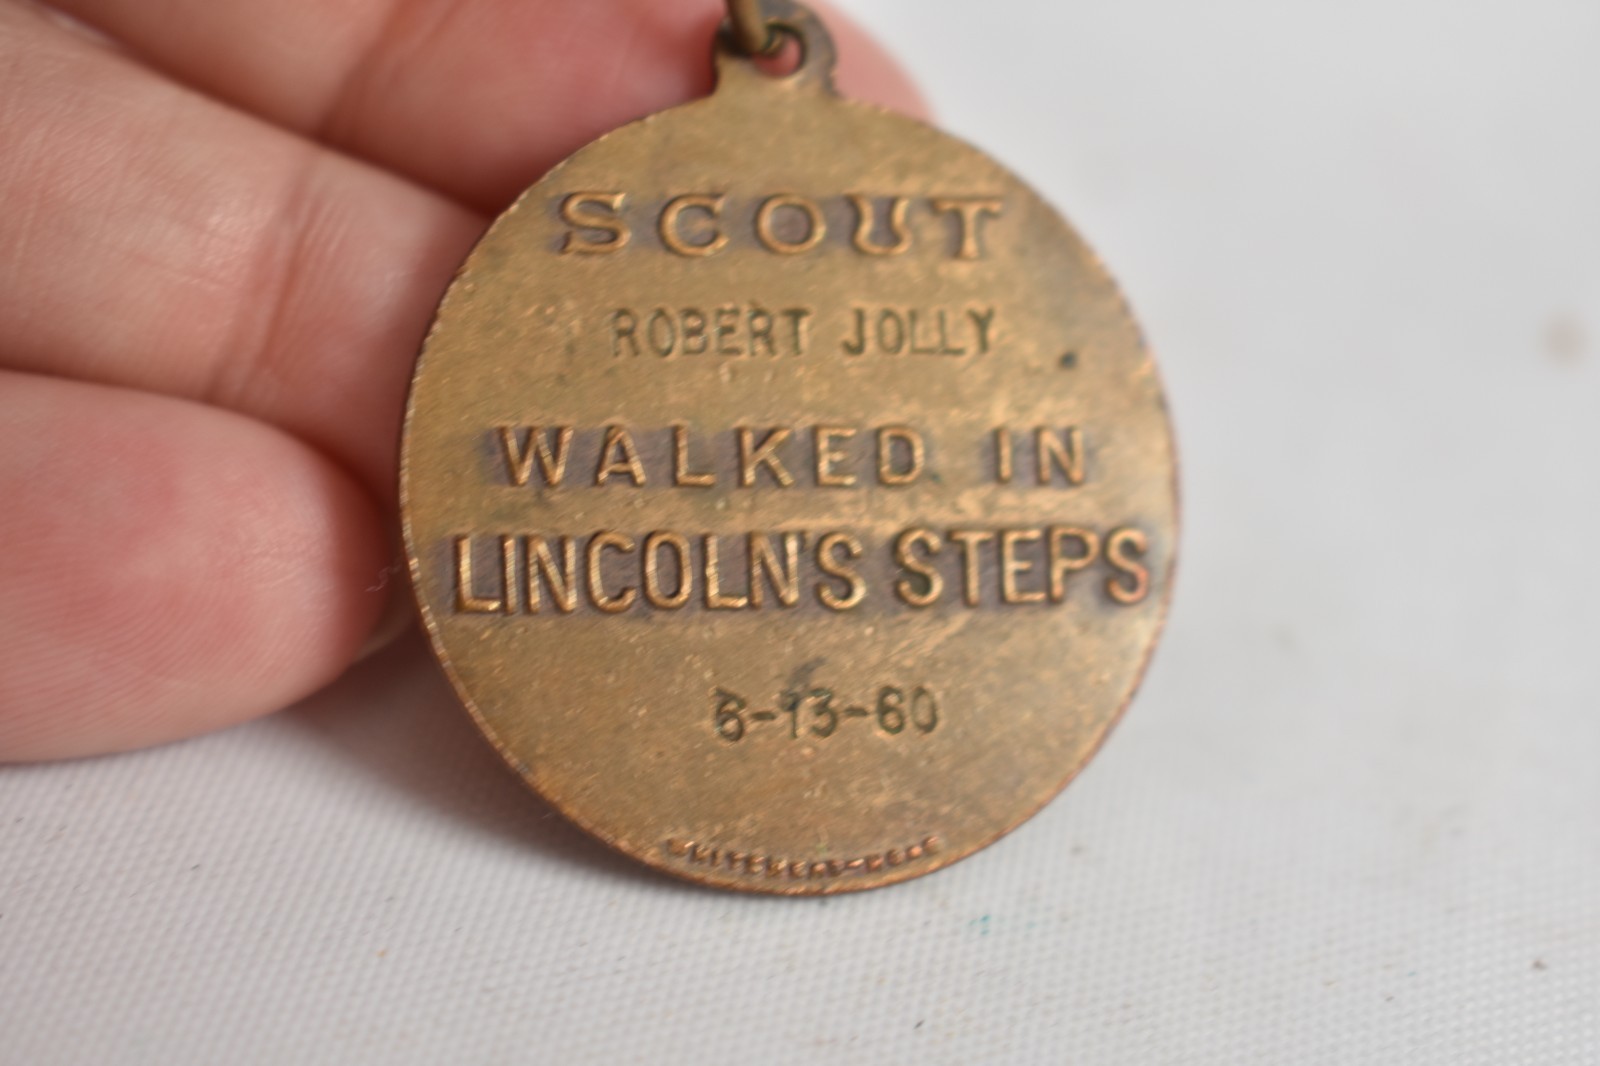 SCOUT
ROBERT JOLLY
WALKED IN
LINCOLN'S STEPS
6-13-60